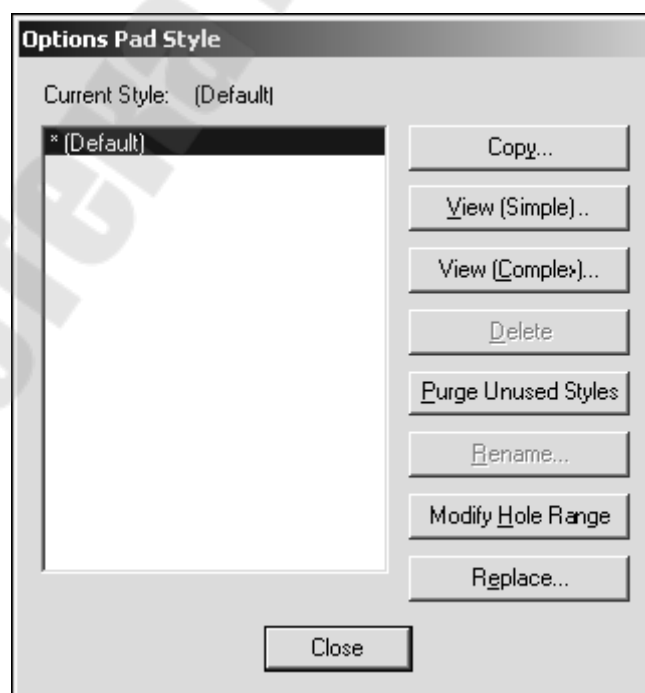 Options Pad Style
Current Style: (Default)
* (Default)
Copy...
View (Simple)..
View (Complex)...
Delete
Purge Unused Styles
Rename...
Modify Hole Range
Replace...
Close